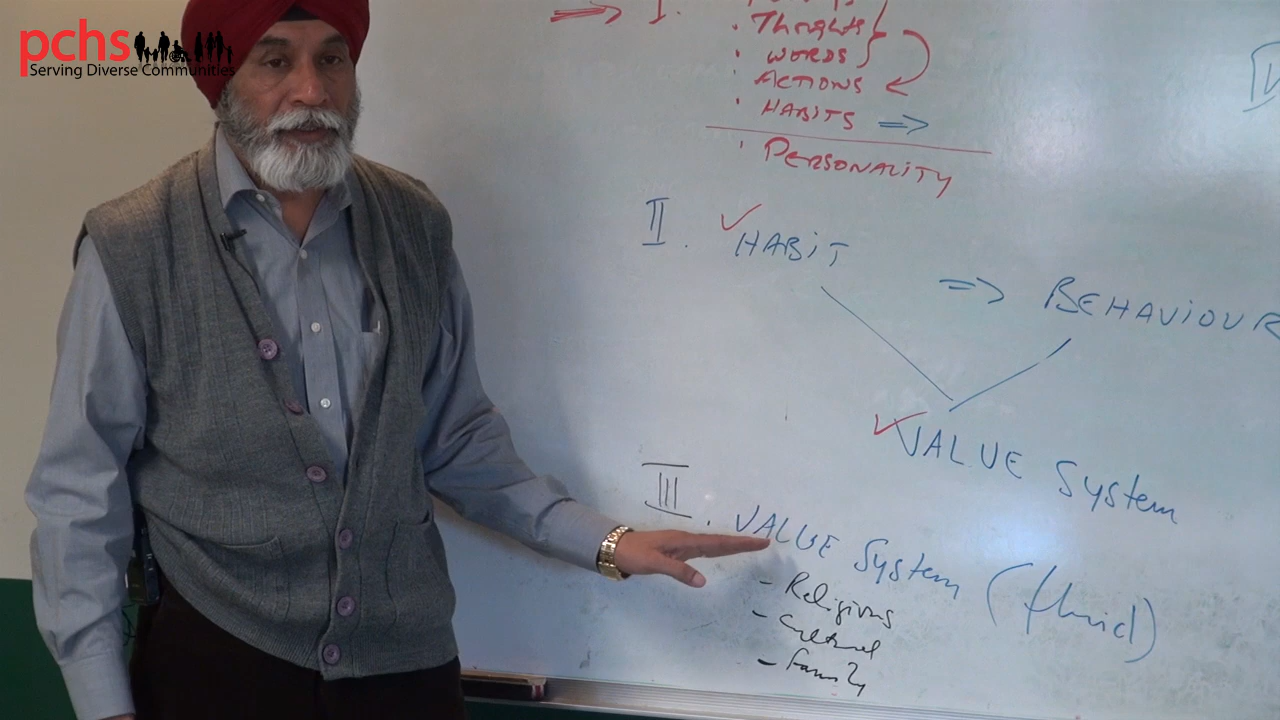 pchs
Serving Diverse Communities
I.
• Thoughts
• WORDS
• ACTIONS
• HABITS =>
• PERSONALITY
II. ✓ HABIT => BEHAVIOUR
✓ VALUE System
III. VALUE System (fluid)
- Religious
- Cultural
- Family